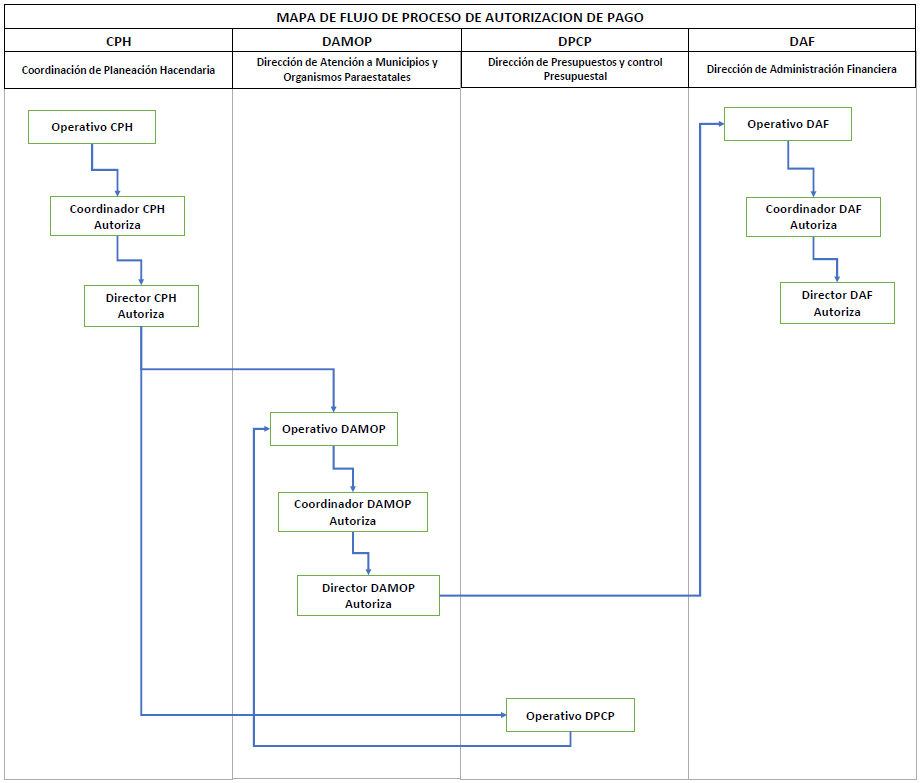 MAPA DE FLUJO DE PROCESO DE AUTORIZACION DE PAGO
CPH
DAMOP
DPCP
DAF
Coordinación de Planeación Hacendaria
Dirección de Atención a Municipios y
Organismos Paraestatales
Dirección de Presupuestos y control
Presupuestal
Dirección de Administración Financiera
Operativo CPH
Coordinador CPH
Autoriza
Director CPH
Autoriza
Operativo DAMOP
Coordinador DAMOP
Autoriza
Director DAMOP
Autoriza
Operativo DPCP
Operativo DAF
Coordinador DAF
Autoriza
Director DAF
Autoriza